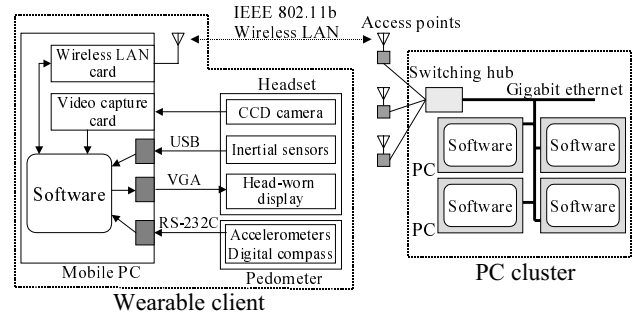 IEEE 802.11b
Wireless LAN
Access points
Wireless LAN
card
Video capture
card
Software
Mobile PC
USB
VGA
RS-232C
Headset
CCD camera
Inertial sensors
Head-worn
display
Accelerometers
Digital compass
Pedometer
Wearable client
Switching hub
Gigabit ethernet
Software
Software
PC
Software
Software
PC
PC cluster